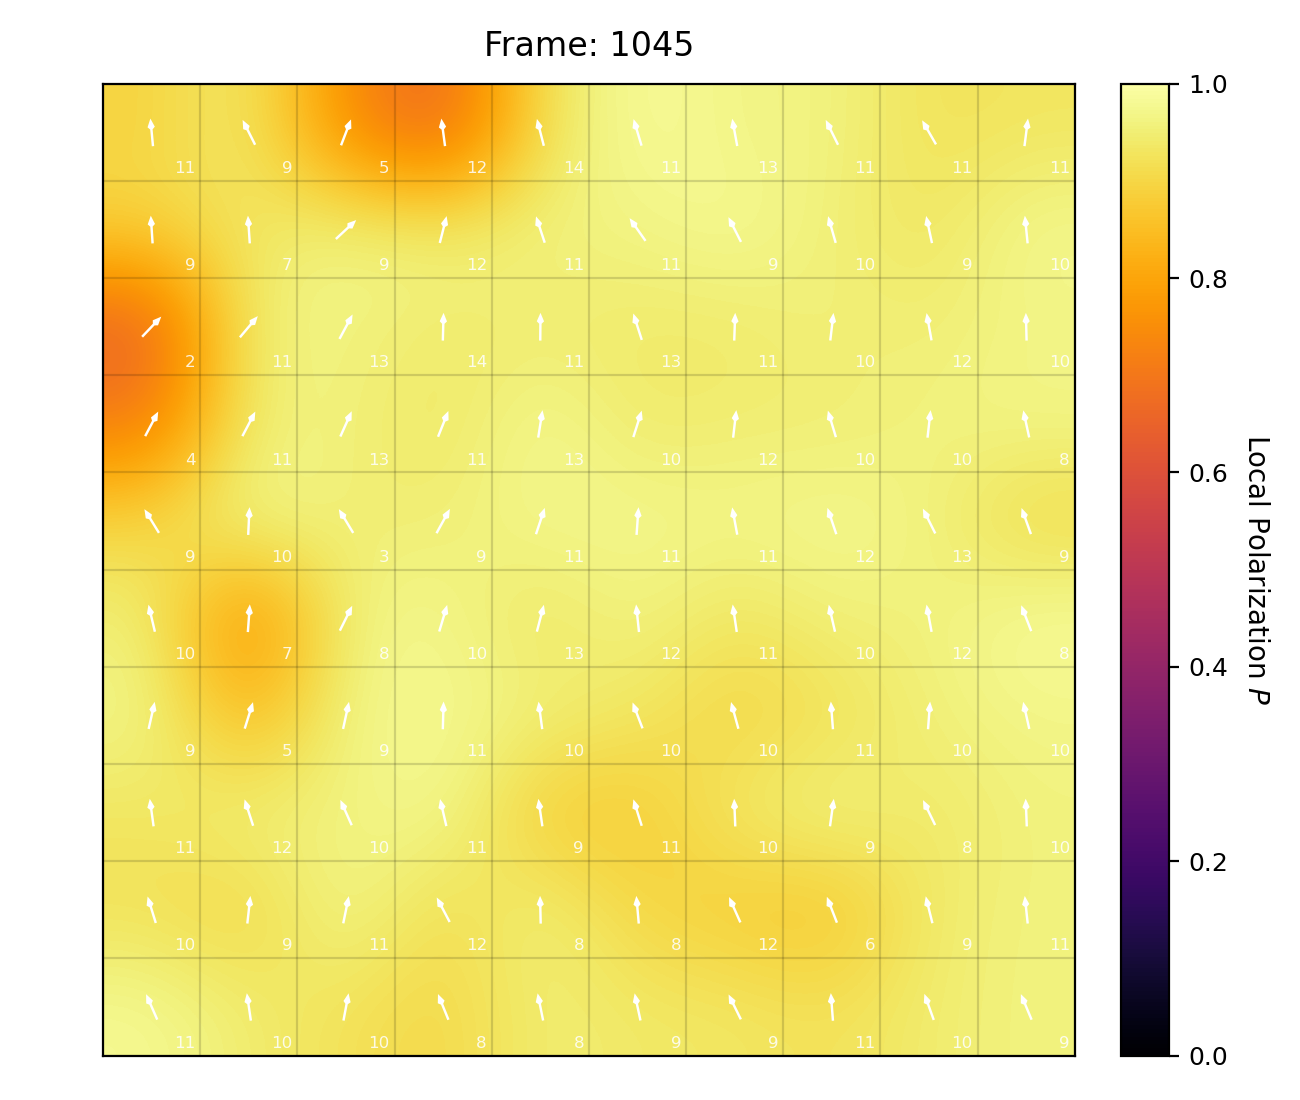 Frame: 1045
11 9 5 12 14 11 13 11 11 11
9 7 9 12 11 11 9 10 9 10
2 11 13 14 11 13 11 10 12 10
4 11 13 11 13 10 12 10 10 8
9 10 3 9 11 11 11 12 13 9
10 7 8 10 13 12 11 10 12 8
9 5 9 11 10 10 10 11 10 10
11 12 10 11 9 11 10 9 8 10
10 9 11 12 8 8 12 6 9 11
11 10 10 8 8 9 9 11 10 9
1.0
0.8
0.6
0.4
0.2
0.0
Local Polarization P